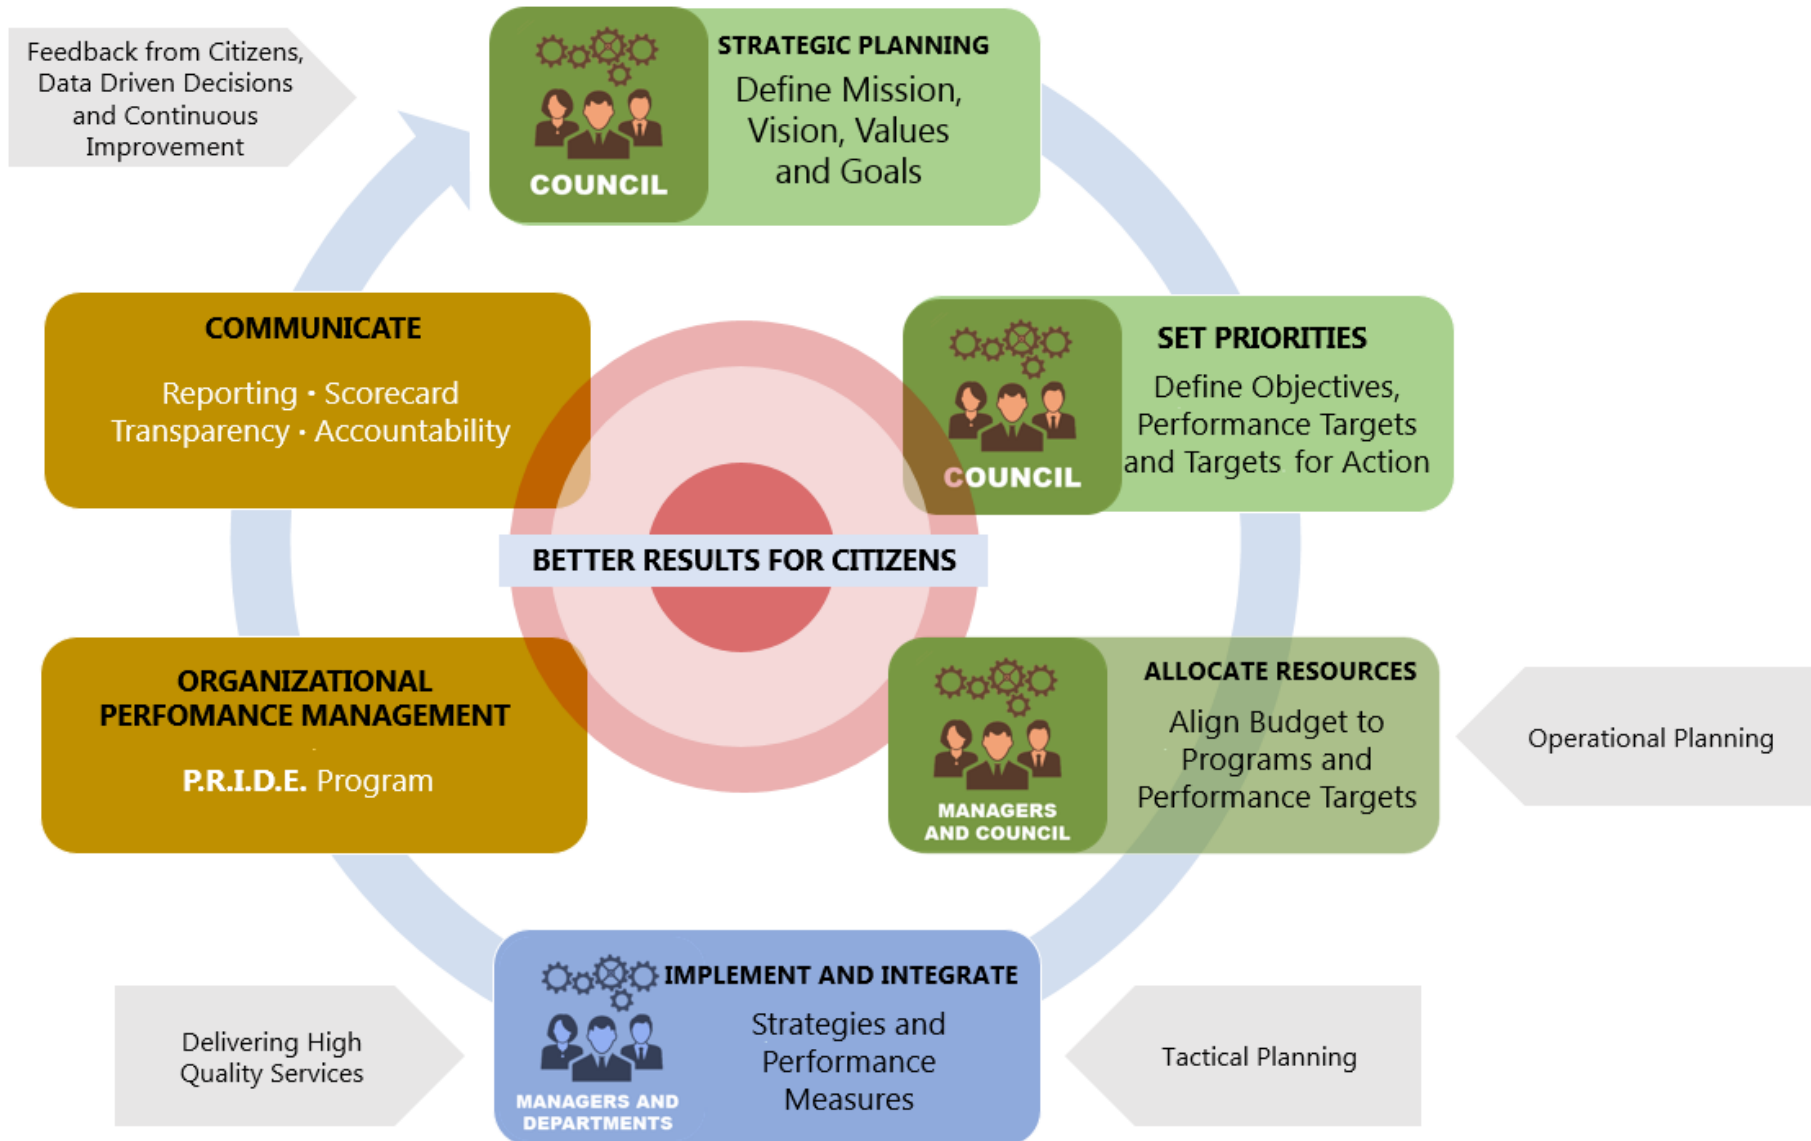 Feedback from Citizens,
Data Driven Decisions
and Continuous
Improvement
STRATEGIC PLANNING
Define Mission,
Vision, Values
and Goals
COUNCIL
COMMUNICATE
Reporting • Scorecard
Transparency • Accountability
SET PRIORITIES
Define Objectives,
Performance Targets
and Targets for Action
COUNCIL
BETTER RESULTS FOR CITIZENS
ORGANIZATIONAL
PERFOMANCE MANAGEMENT
P.R.I.D.E. Program
ALLOCATE RESOURCES
Align Budget to
Programs and
Performance Targets
MANAGERS
AND COUNCIL
Operational Planning
IMPLEMENT AND INTEGRATE
Strategies and
Performance
Measures
MANAGERS AND
DEPARTMENTS
Delivering High
Quality Services
Tactical Planning